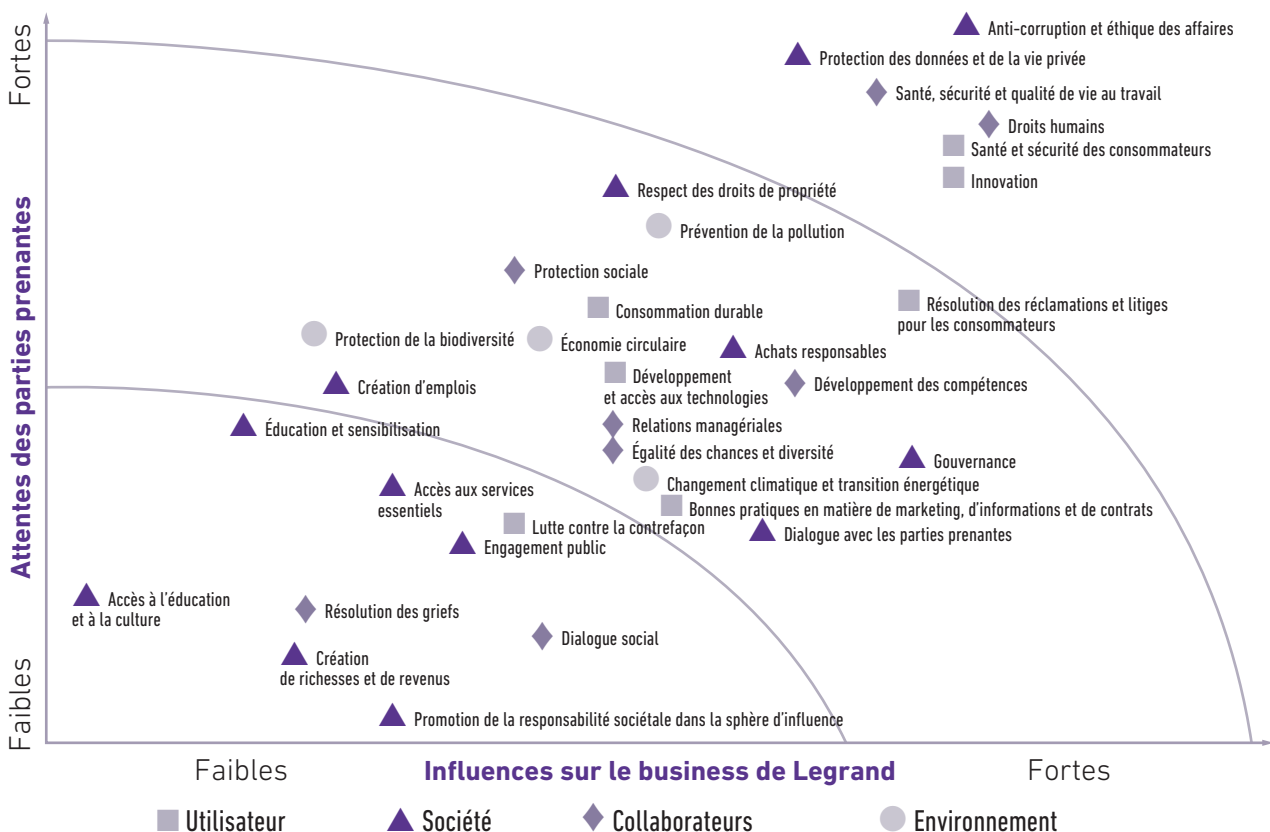 Fortes
Attentes des parties prenantes
Faibles
Anti-corruption et éthique des affaires
Protection des données et de la vie privée
Santé, sécurité et qualité de vie au travail
Droits humains
Santé et sécurité des consommateurs
Innovation
Respect des droits de propriété
Prévention de la pollution
Protection sociale
Consommation durable
Résolution des réclamations et litiges
pour les consommateurs
Protection de la biodiversité
Économie circulaire
Achats responsables
Création d'emplois
Développement
et accès aux technologies
Développement des compétences
Éducation et sensibilisation
Relations managériales
Égalité des chances et diversité
Gouvernance
Accès aux services
essentiels
Changement climatique et transition énergétique
Bonnes pratiques en matière de marketing, d'informations et de contrats
Lutte contre la contrefaçon
Engagement public
Dialogue avec les parties prenantes
Accès à l'éducation
et à la culture
Résolution des griefs
Dialogue social
Création
de richesses et de revenus
Promotion de la responsabilité sociétale dans la sphère d'influence
Faibles
Influences sur le business de Legrand
Fortes
Utilisateur
Société
Collaborateurs
Environnement